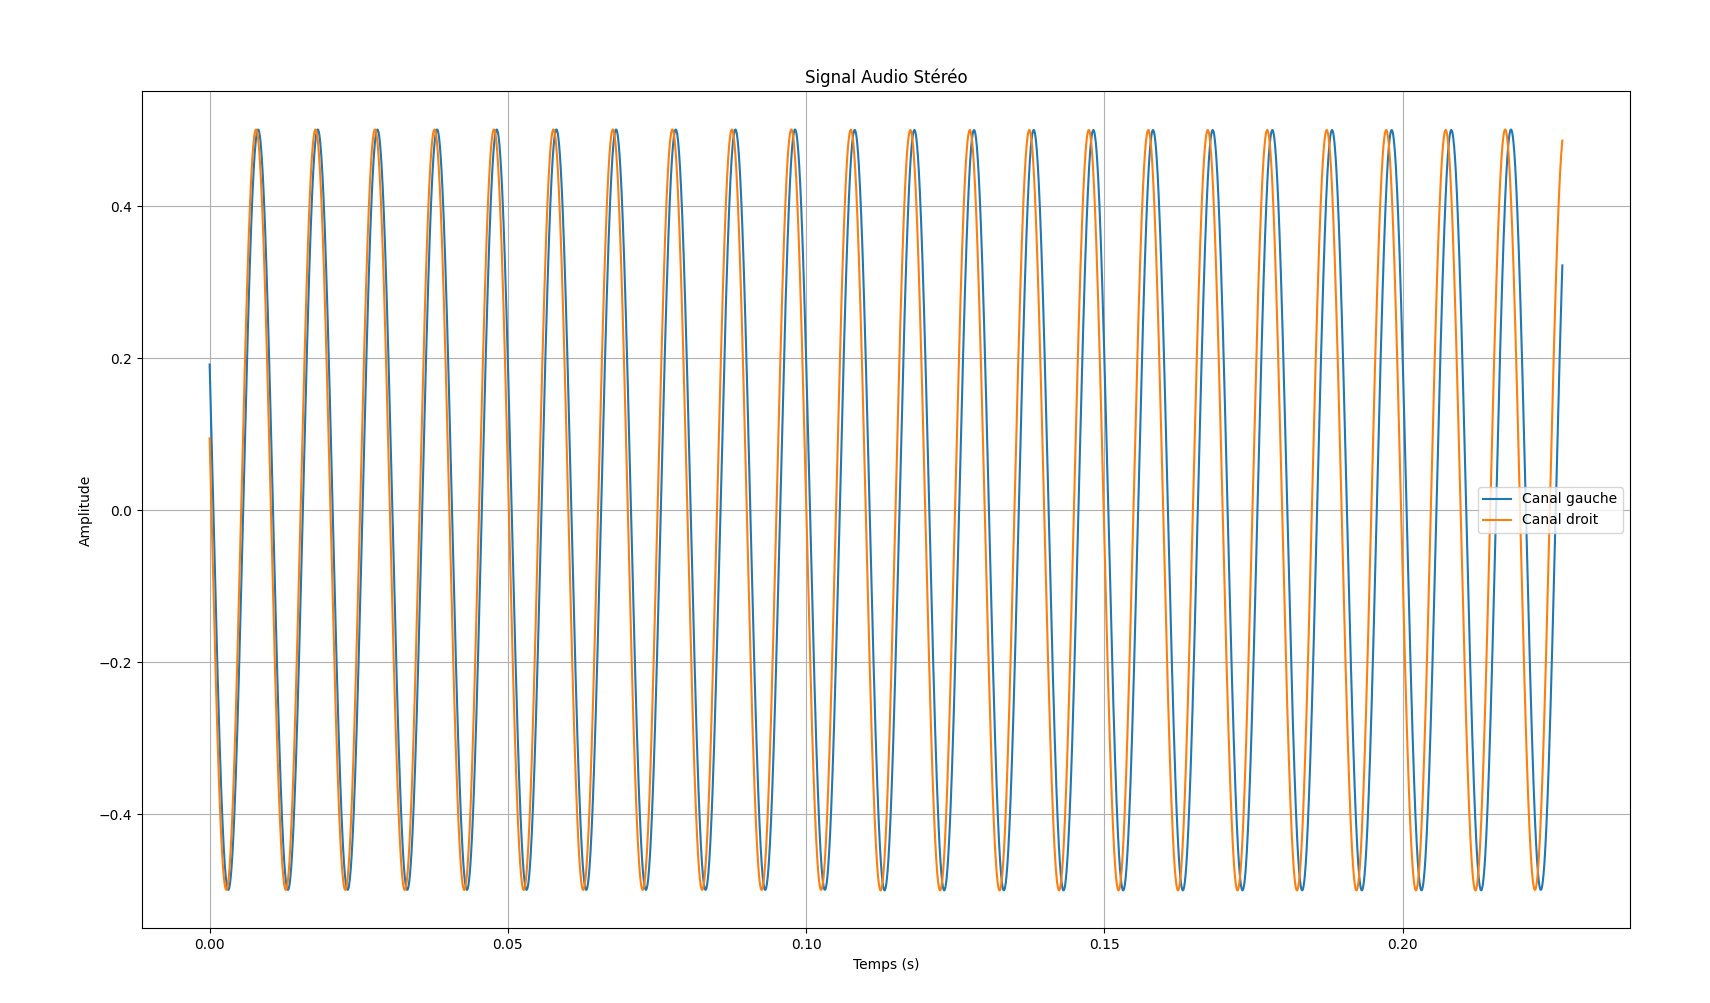 Signal Audio Stéréo
Amplitude
0.4
0.2
0.0
−0.2
−0.4
Canal gauche
Canal droit
0.00 0.05 0.10 0.15 0.20
Temps (s)